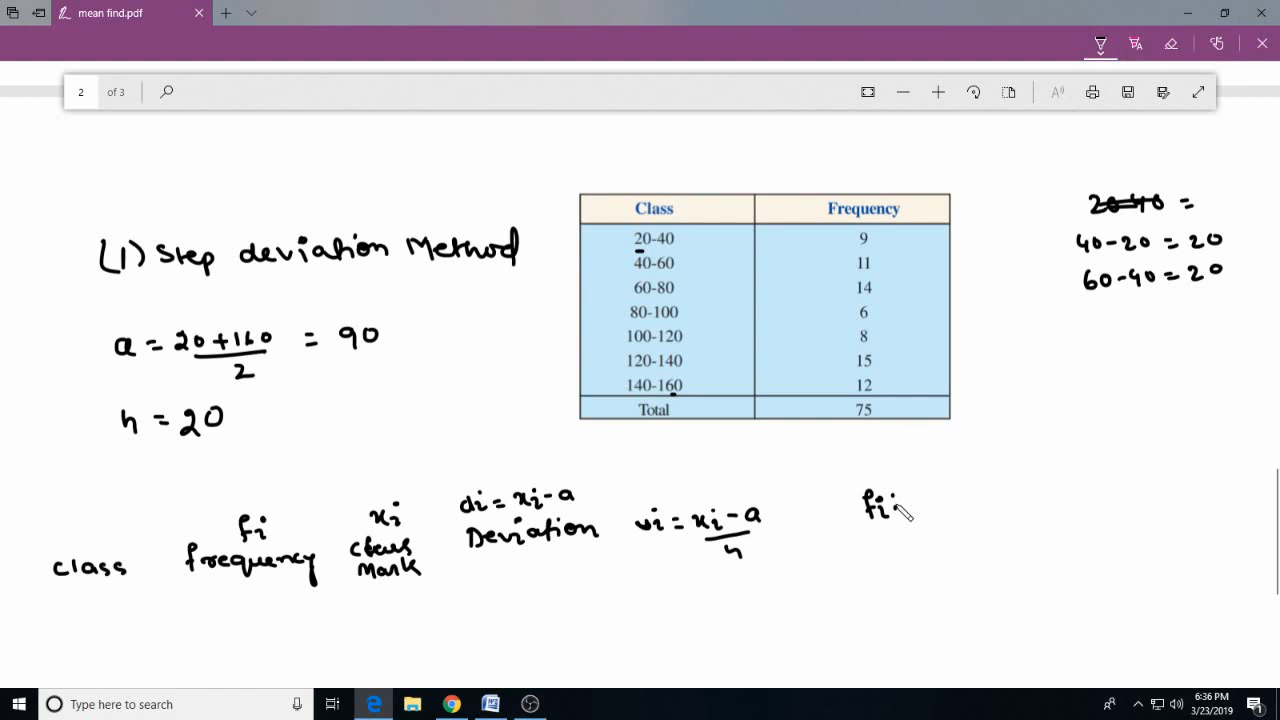 mean find.pdf
2 of 3
Class Frequency
20-40 9
40-60 11
60-80 14
80-100 6
100-120 8
120-140 15
140-160 12
Total 75
20-40 =
40-20 = 20
60-40 = 20
(1) Step deviation Method
a = 20+160 = 90
2
h = 20
class
fi
frequency
xi
class
Mark
di = xi-a
Deviation
ui = xi-a
h
fi
Type here to search
6:36 PM
3/23/2019